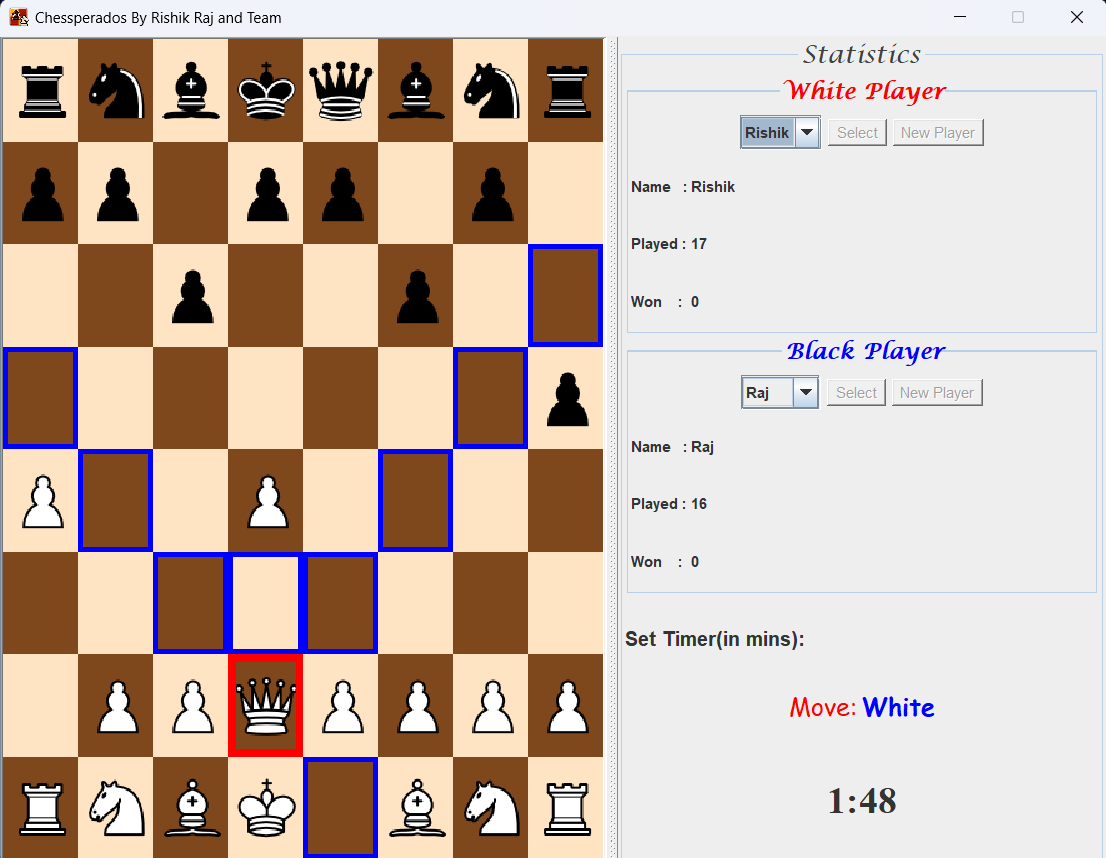 Chessperados By Rishik Raj and Team
Statistics
White Player
Rishik Select New Player
Name : Rishik
Played : 17
Won : 0
Black Player
Raj Select New Player
Name : Raj
Played : 16
Won : 0
Set Timer(in mins):
Move: White
1:48